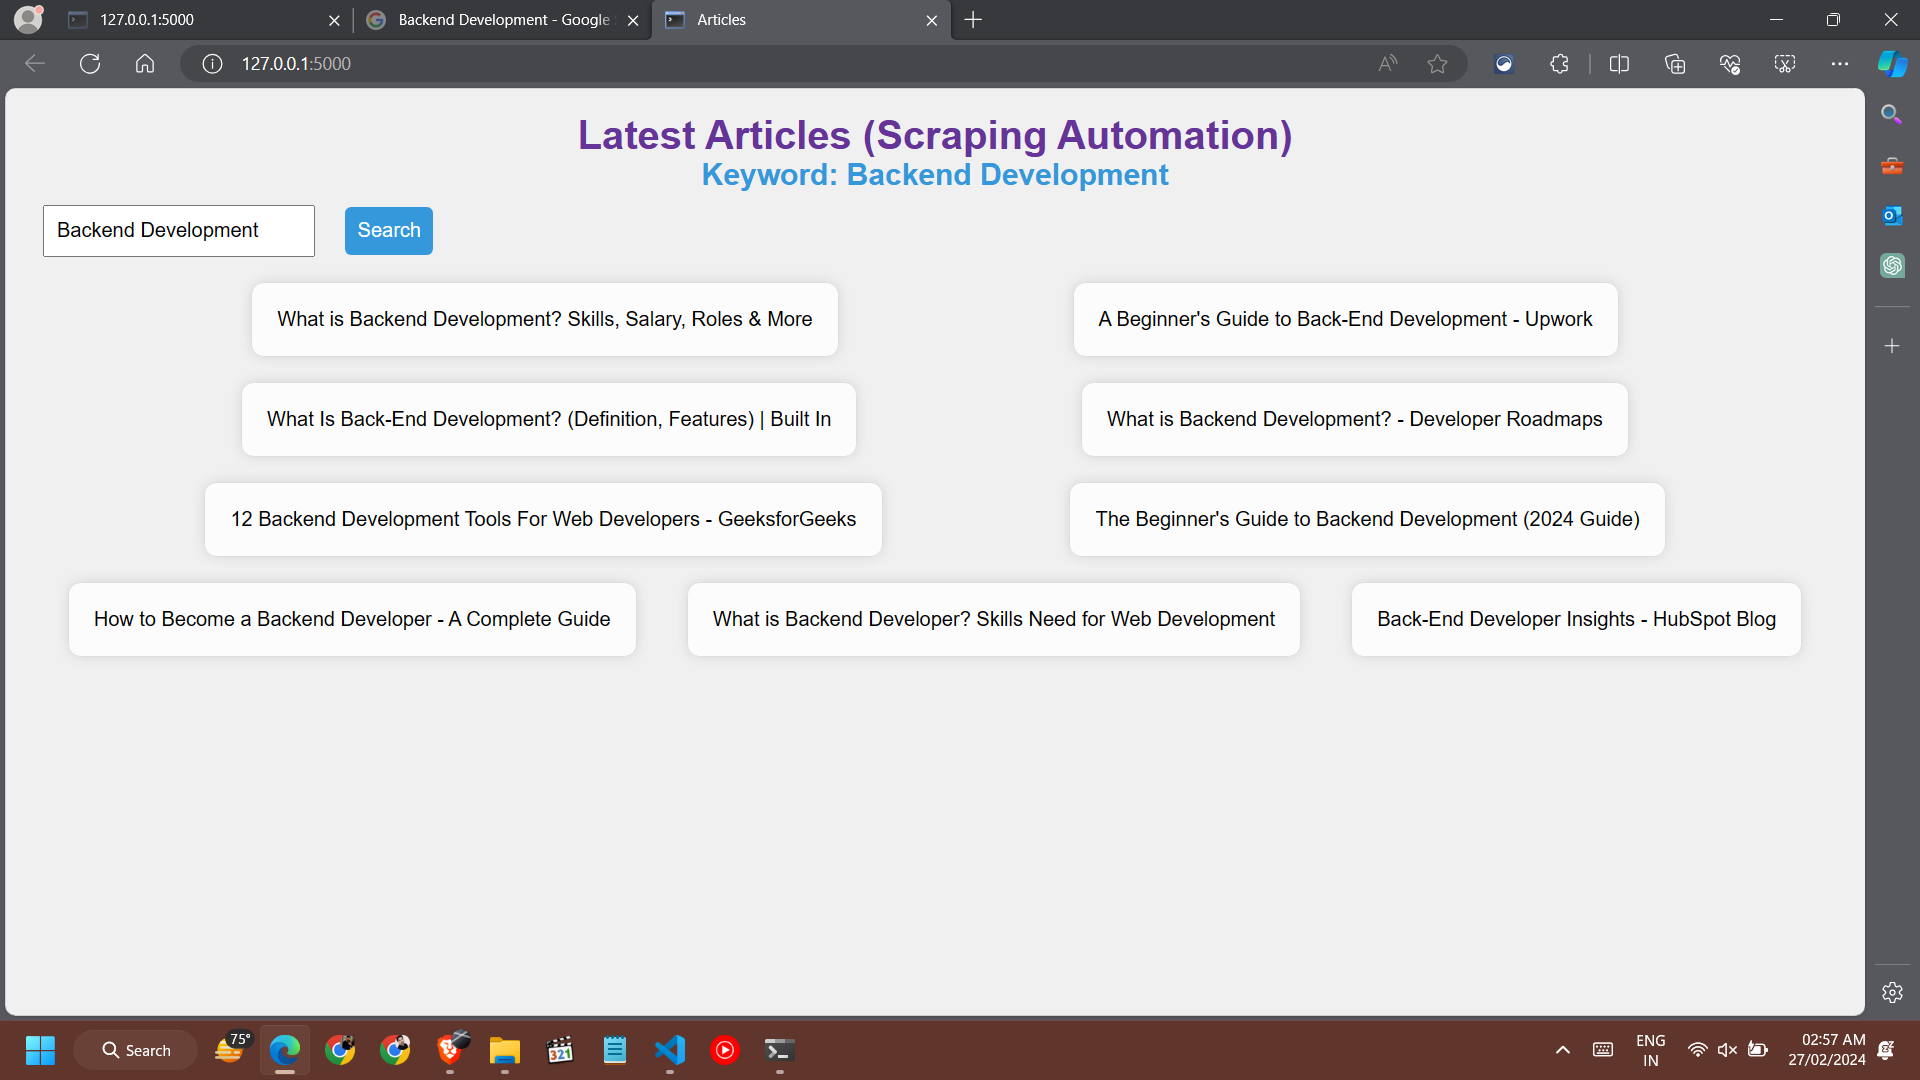 127.0.0.1:5000
Backend Development - Google
Articles
127.0.0.1:5000
Latest Articles (Scraping Automation)
Keyword: Backend Development
Backend Development
Search
What is Backend Development? Skills, Salary, Roles & More
A Beginner's Guide to Back-End Development - Upwork
What Is Back-End Development? (Definition, Features) | Built In
What is Backend Development? - Developer Roadmaps
12 Backend Development Tools For Web Developers - GeeksforGeeks
The Beginner's Guide to Backend Development (2024 Guide)
How to Become a Backend Developer - A Complete Guide
What is Backend Developer? Skills Need for Web Development
Back-End Developer Insights - HubSpot Blog
Search
75°
321
ENG
IN
02:57 AM
27/02/2024